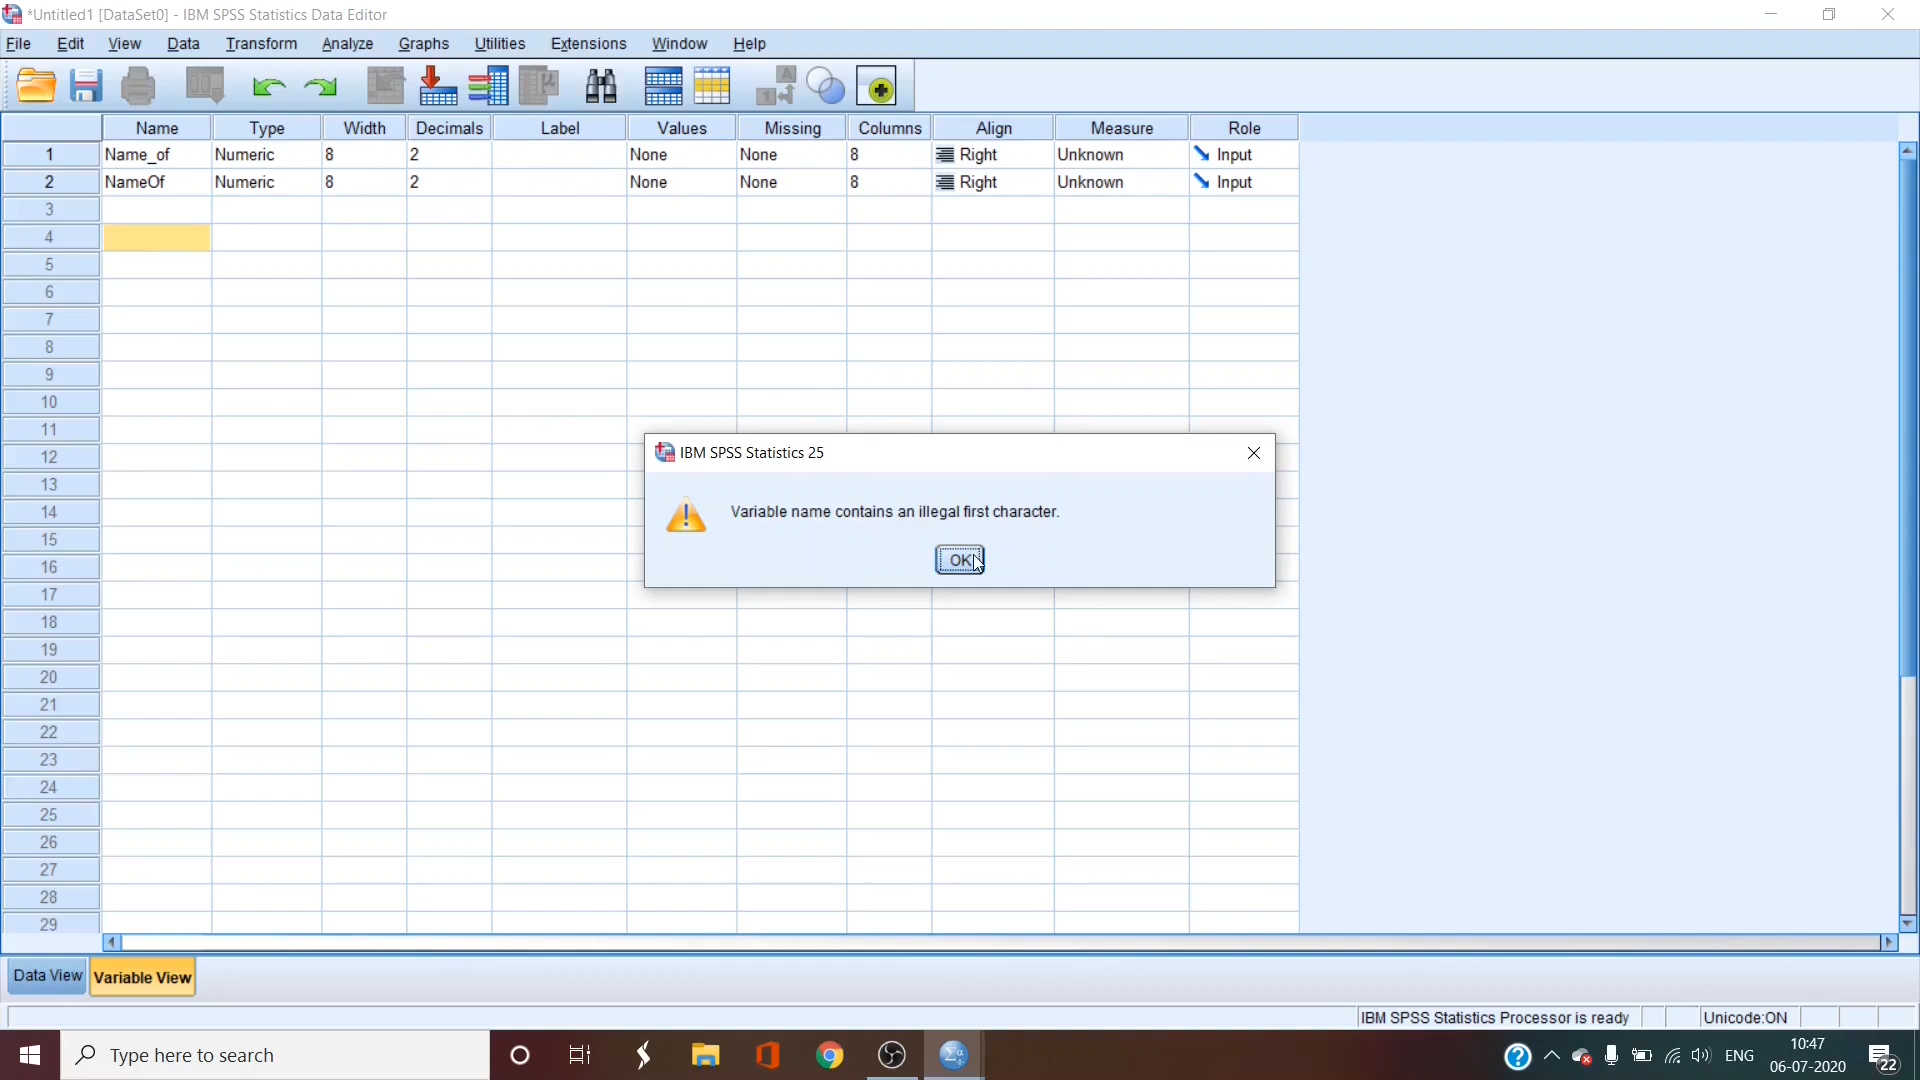 *Untitled1 [DataSet0] - IBM SPSS Statistics Data Editor
File Edit View Data Transform Analyze Graphs Utilities Extensions Window Help
Name Type Width Decimals Label Values Missing Columns Align Measure Role
1 Name_of Numeric 8 2 None None 8 Right Unknown Input
2 NameOf Numeric 8 2 None None 8 Right Unknown Input
3
4
5
6
7
8
9
10
11
12
13
14
15
16
17
18
19
20
21
22
23
24
25
26
27
28
29
IBM SPSS Statistics 25
Variable name contains an illegal first character.
OK
Data View Variable View
IBM SPSS Statistics Processor is ready Unicode:ON
Type here to search
ENG
10:47
06-07-2020
22